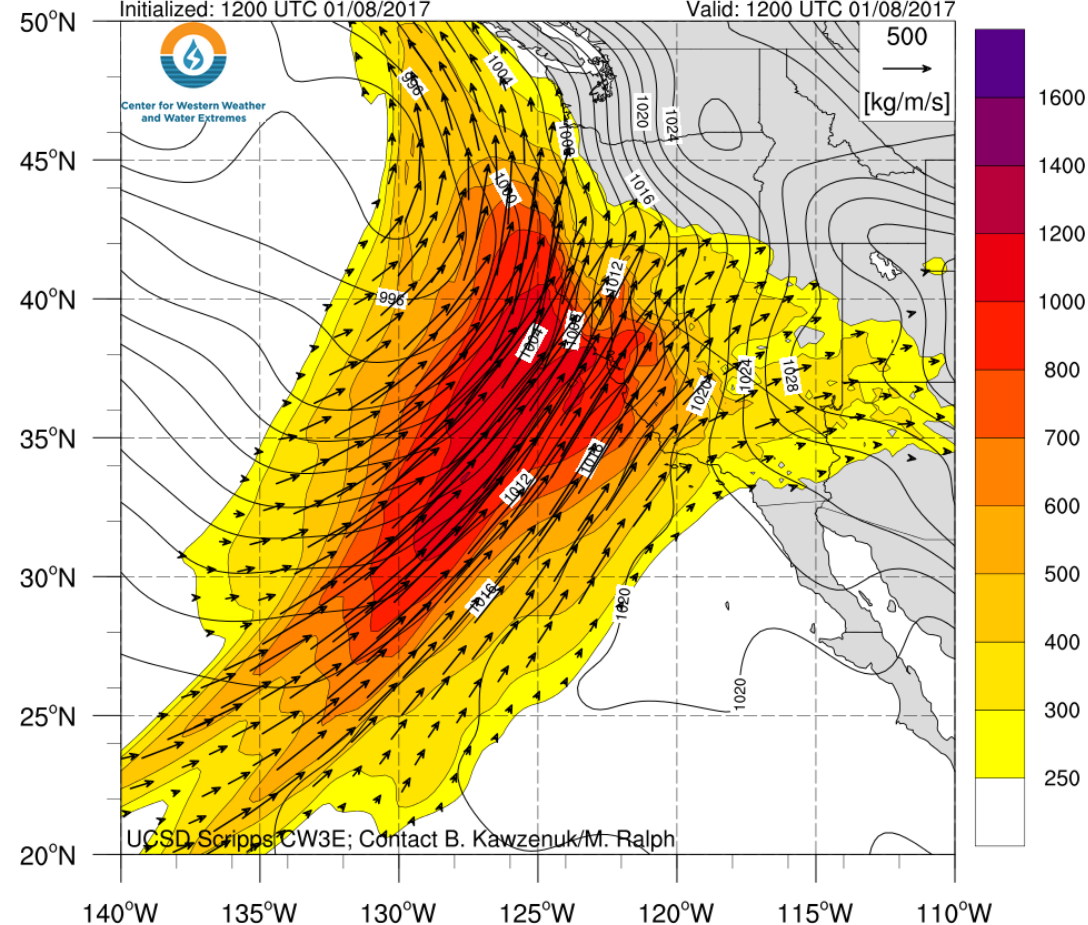 Initialized: 1200 UTC 01/08/2017 Valid: 1200 UTC 01/08/2017
50°N
500
[kg/m/s]
Center for Western Weather
and Water Extremes
996
1004
1020
1024
1008
1600
1400
1200
1000
800
700
600
500
400
300
250
45°N
1000
1016
40°N
996
1012
1004
1008
1020
1024
1028
35°N
1016
1012
30°N
1016
1020
25°N
1020
UCSD Scripps CW3E; Contact B. Kawzenuk/M. Ralph
20°N
140°W 135°W 130°W 125°W 120°W 115°W 110°W